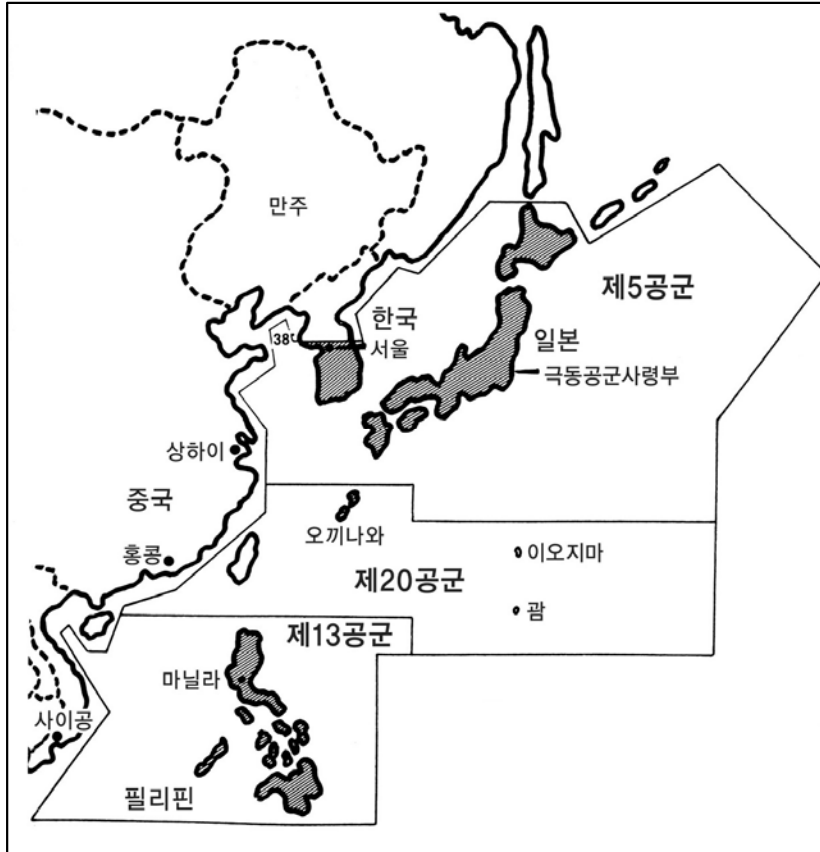 만주
제5공군
한국
38°
서울
일본
극동공군사령부
상하이
중국
오끼나와
홍콩
이오지마
제20공군
괌
제13공군
마닐라
사이공
필리핀